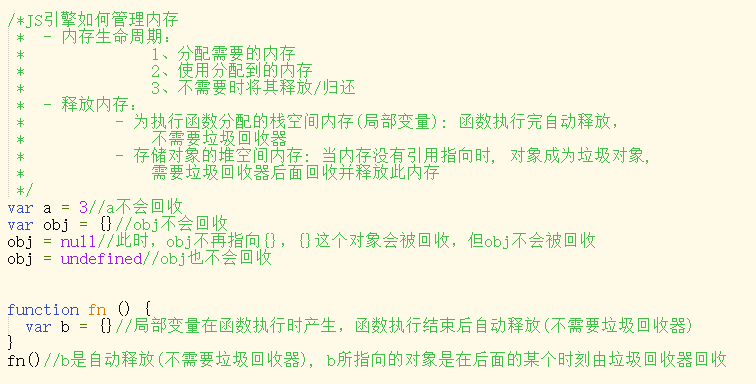 /*JS引擎如何管理内存
* - 内存生命周期：
* 1、分配需要的内存
* 2、使用分配到的内存
* 3、不需要时将其释放/归还
* - 释放内存：
* - 为执行函数分配的栈空间内存(局部变量)：函数执行完自动释放，
* 不需要垃圾回收器
* - 存储对象的堆空间内存：当内存没有引用指向时，对象成为垃圾对象，
* 需要垃圾回收器后面回收并释放此内存
*/
var a = 3//a不会回收
var obj = {}//obj不会回收
obj = null//此时，obj不再指向{}，{}这个对象会被回收，但obj不会被回收
obj = undefined//obj也不会回收
function fn () {
var b = {}//局部变量在函数执行时产生，函数执行结束后自动释放(不需要垃圾回收器)
}
fn()//b是自动释放(不需要垃圾回收器)，b所指向的对象是在后面的某个时刻由垃圾回收器回收